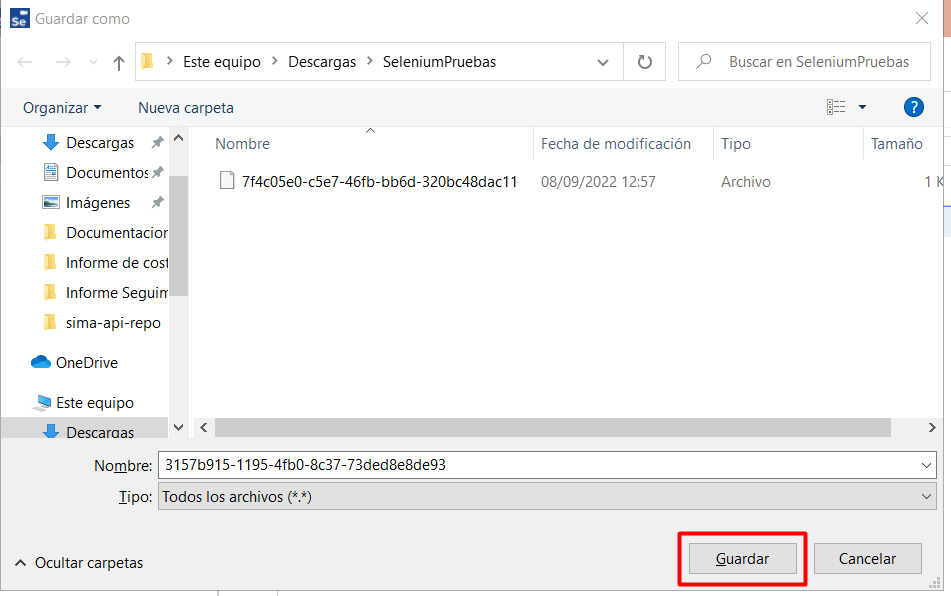 Se Guardar como
Este equipo > Descargas > SeleniumPruebas
Buscar en SeleniumPruebas
Organizar
Nueva carpeta
?
Nombre
Fecha de modificación
Tipo
Tamaño
Descargas
Documentos
Imágenes
Documentacion
Informe de cost
Informe Seguim
sima-api-repo
OneDrive
Este equipo
Descargas
7f4c05e0-c5e7-46fb-bb6d-320bc48dac11
08/09/2022 12:57
Archivo
1 K
Nombre: 3157b915-1195-4fb0-8c37-73ded8e8de93
Tipo: Todos los archivos (*.*)
Ocultar carpetas
Guardar
Cancelar